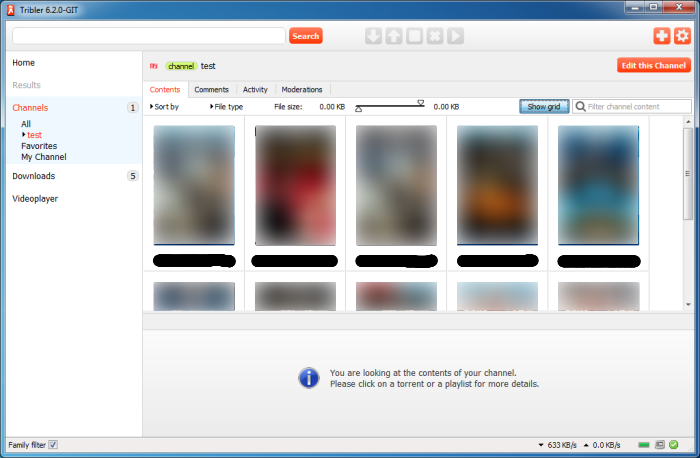 Tribler 6.2.0-GIT
Search
Home
Results
Channels 1
All
test
Favorites
My Channel
Downloads 5
Videoplayer
channel test
Edit this Channel
Contents Comments Activity Moderations
Sort by File type File size: 0.00 KB 0.00 KB Show grid Filter channel content
You are looking at the contents of your channel.
Please click on a torrent or a playlist for more details.
Family filter 633 KB/s 0.0 KB/s